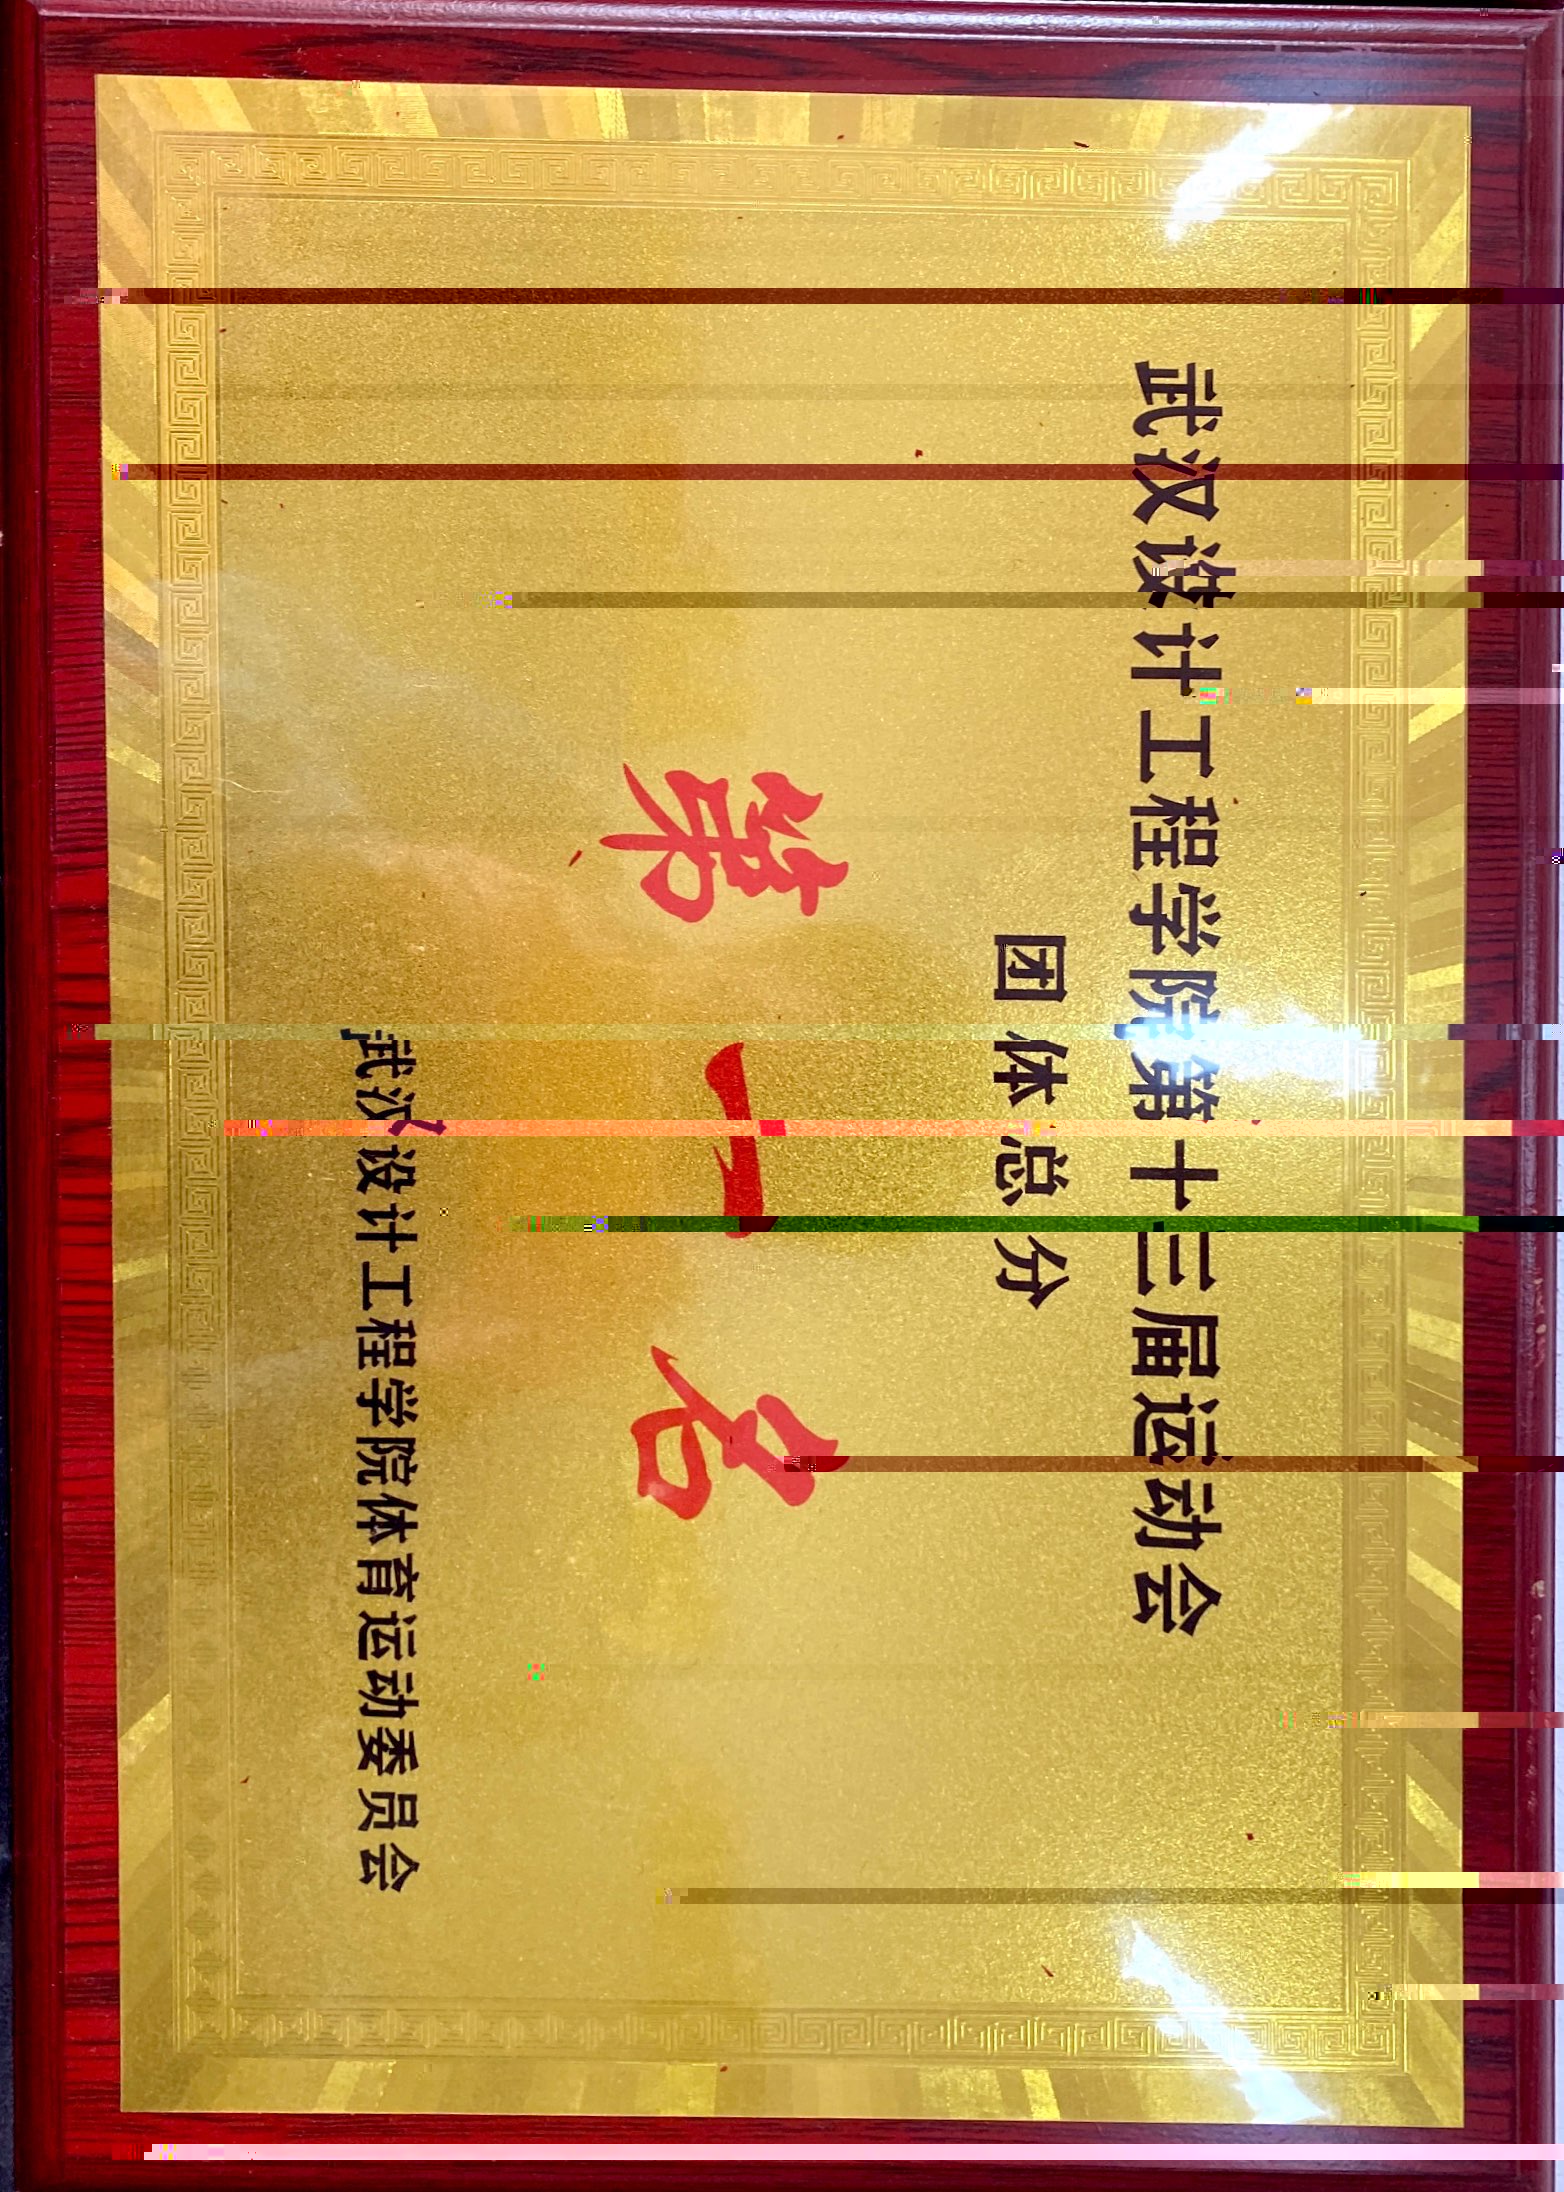 武汉设计工程学院第十三届运动会
团体总分
第一名
武汉设计工程学院体育运动委员会